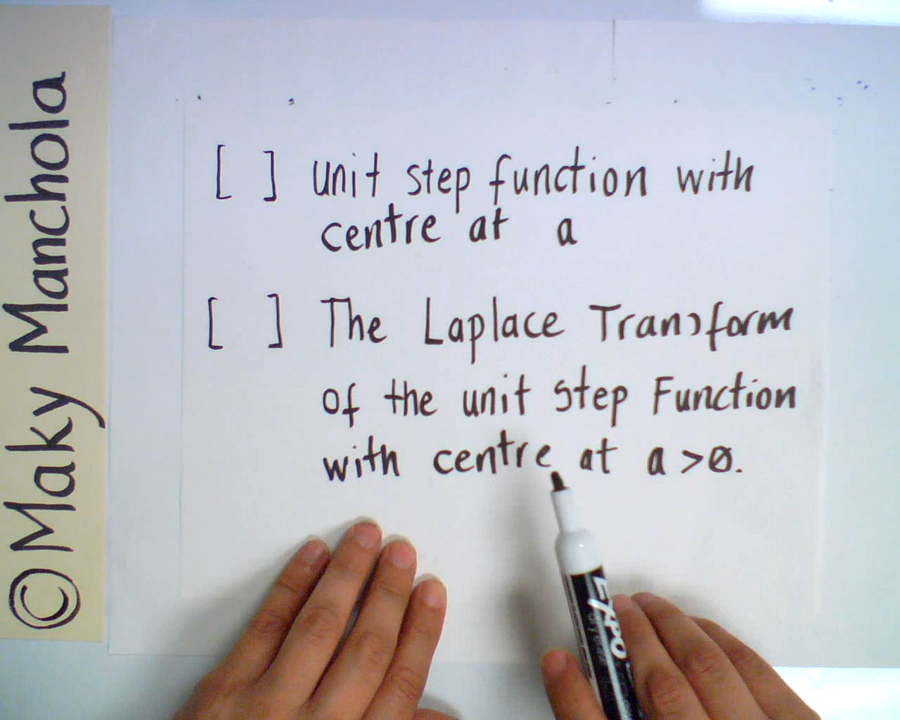 ©Maky Manchola
[ ] unit step function with
centre at a
[ ] The Laplace Transform
of the unit step Function
with centre at a >0.
EXPO